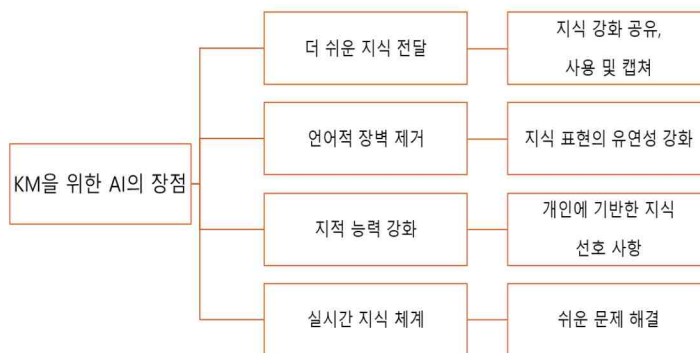 KM을 위한 AI의 장점
더 쉬운 지식 전달
지식 강화 공유,
사용 및 캡쳐
언어적 장벽 제거
지식 표현의 유연성 강화
지적 능력 강화
개인에 기반한 지식
선호 사항
실시간 지식 체계
쉬운 문제 해결